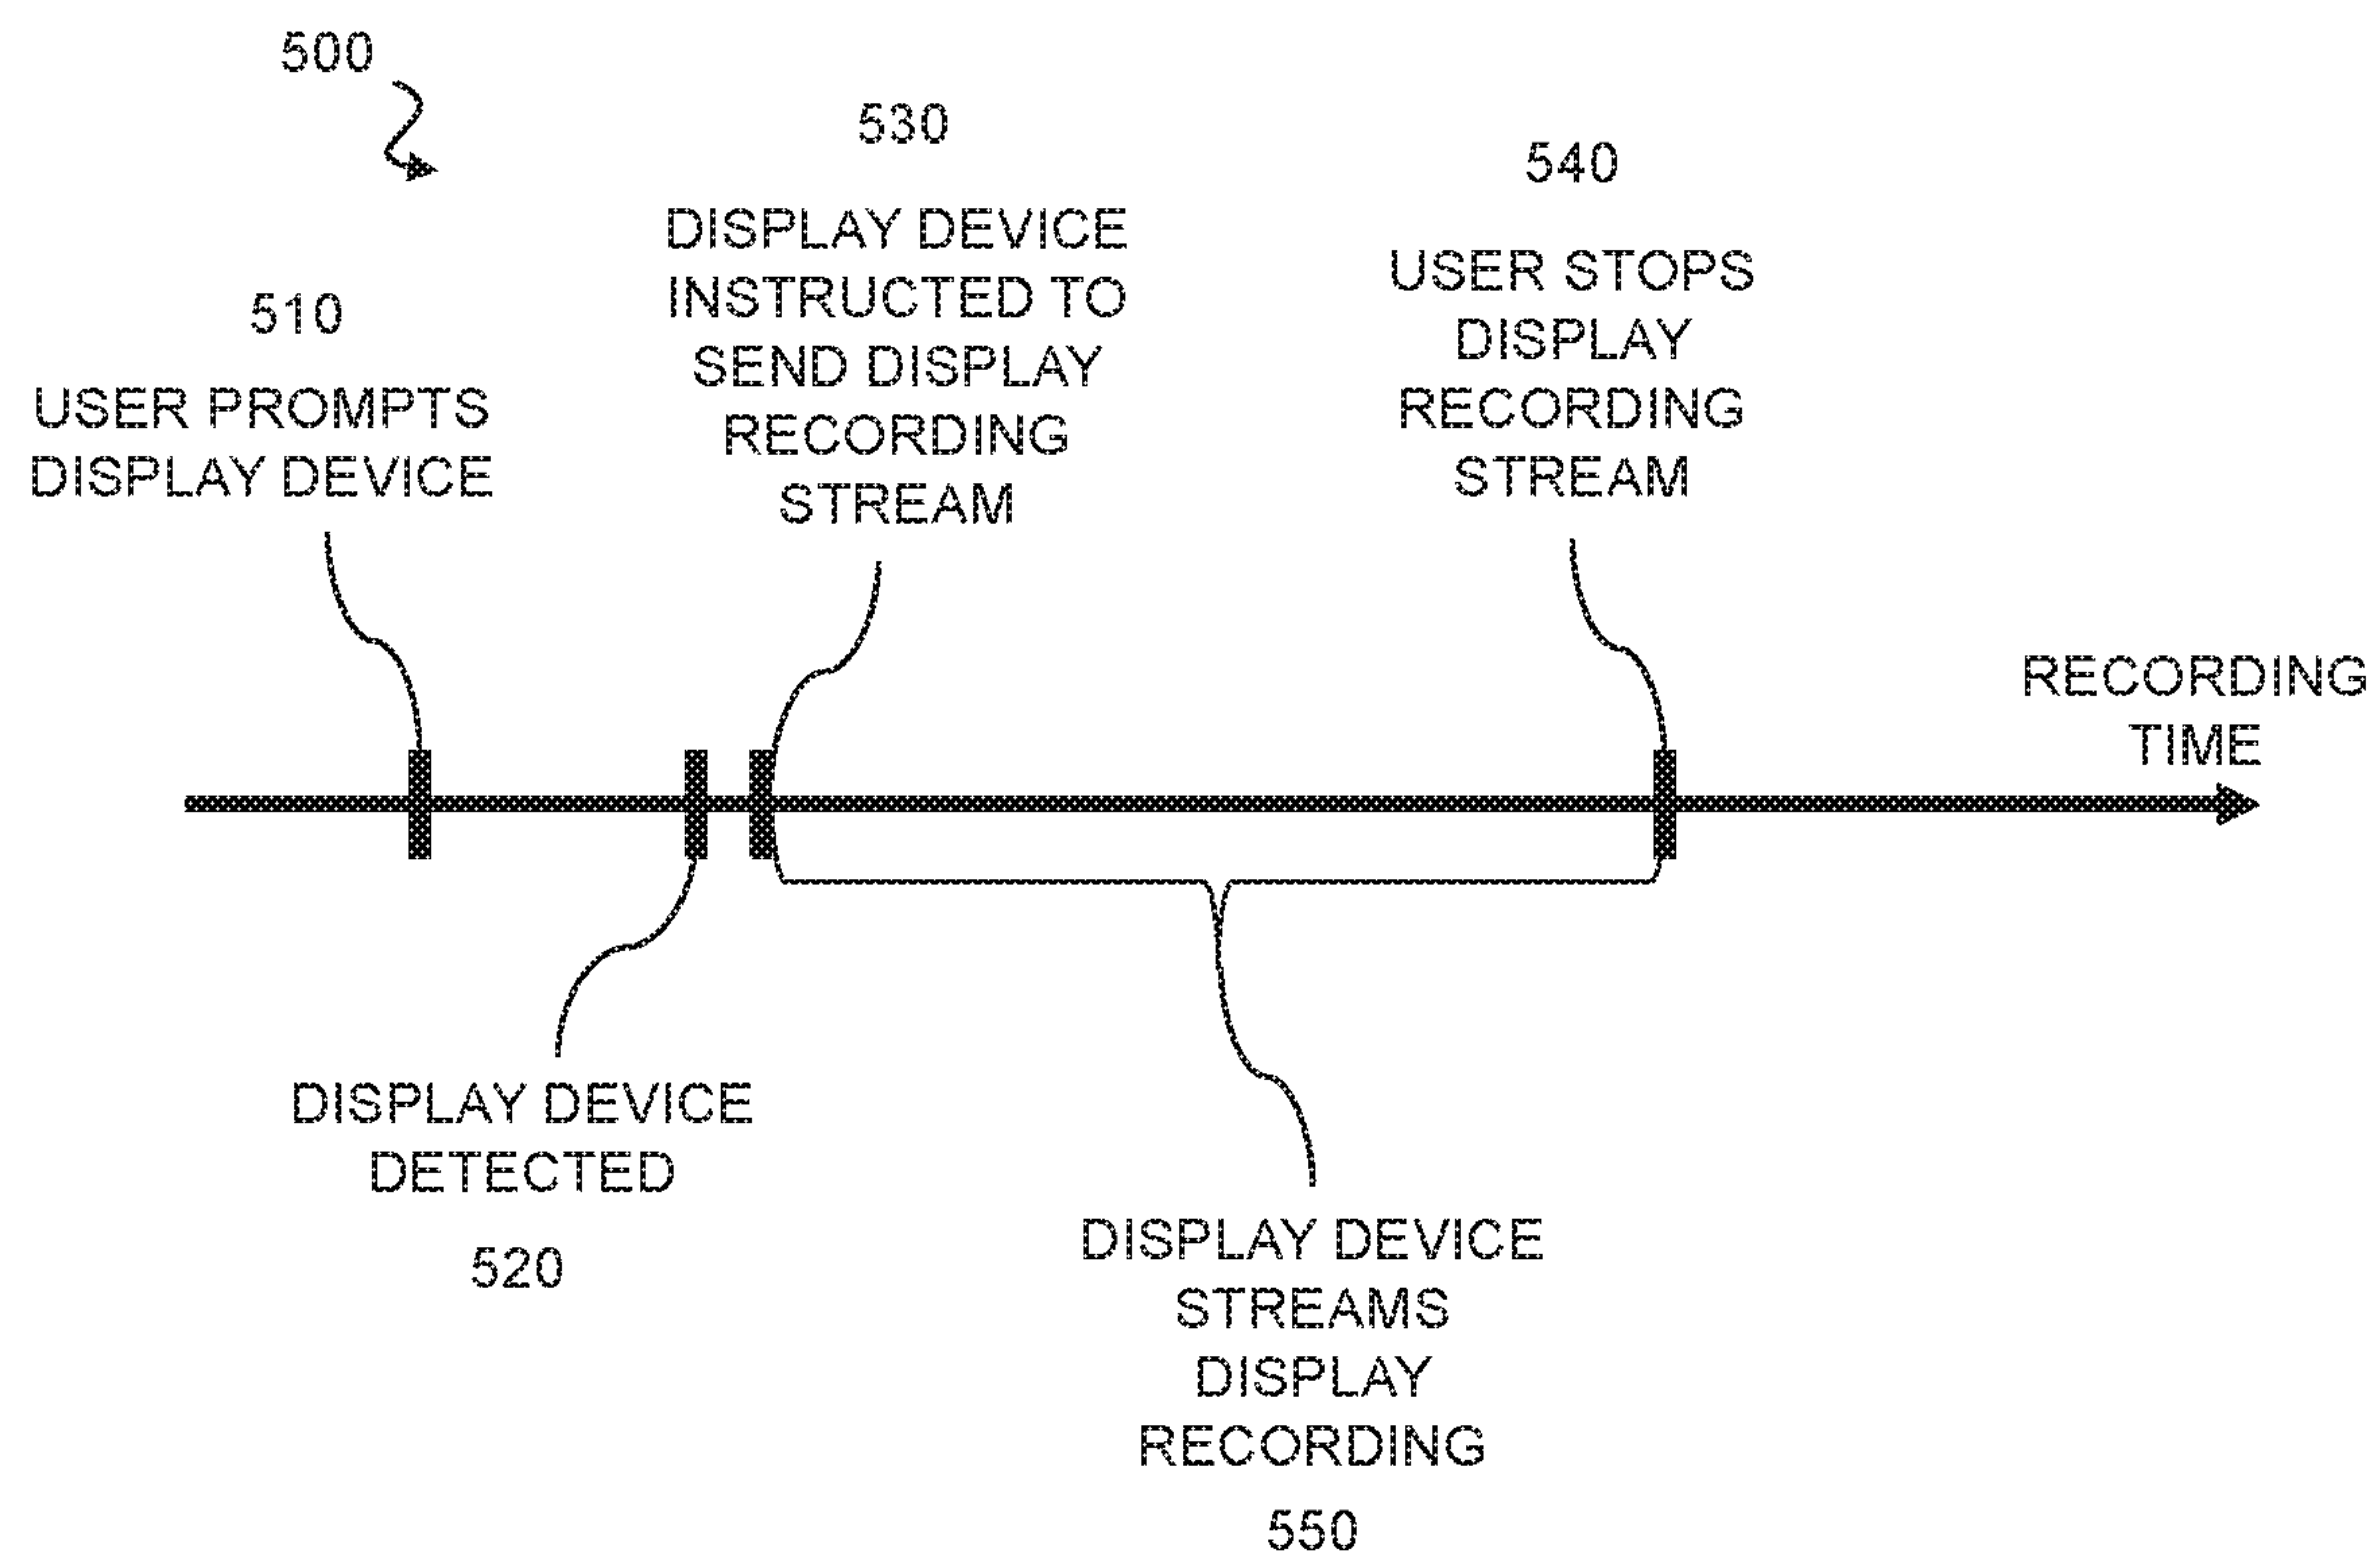 500
510
USER PROMPTS
DISPLAY DEVICE
530
DISPLAY DEVICE
INSTRUCTED TO
SEND DISPLAY
RECORDING
STREAM
540
USER STOPS
DISPLAY
RECORDING
STREAM
RECORDING
TIME
DISPLAY DEVICE
DETECTED
520
DISPLAY DEVICE
STREAMS
DISPLAY
RECORDING
550